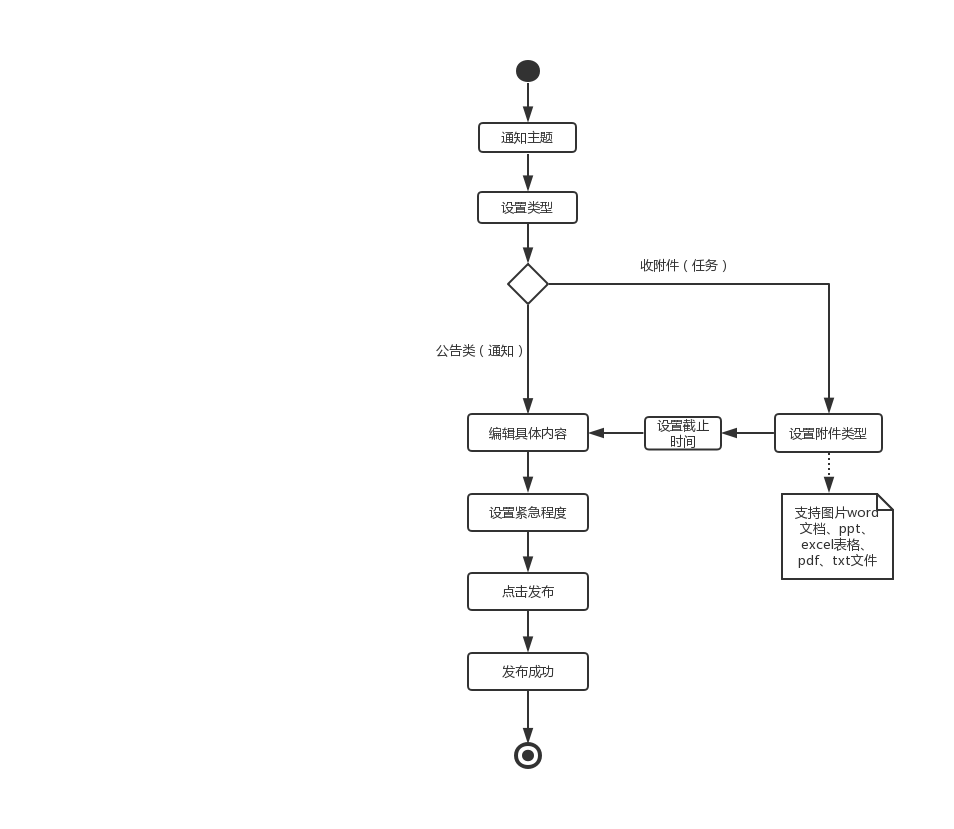 通知主题
设置类型
收附件（任务）
公告类（通知）
编辑具体内容
设置截止
时间
设置附件类型
设置紧急程度
支持图片word
文档、ppt、
excel表格、
pdf、txt文件
点击发布
发布成功